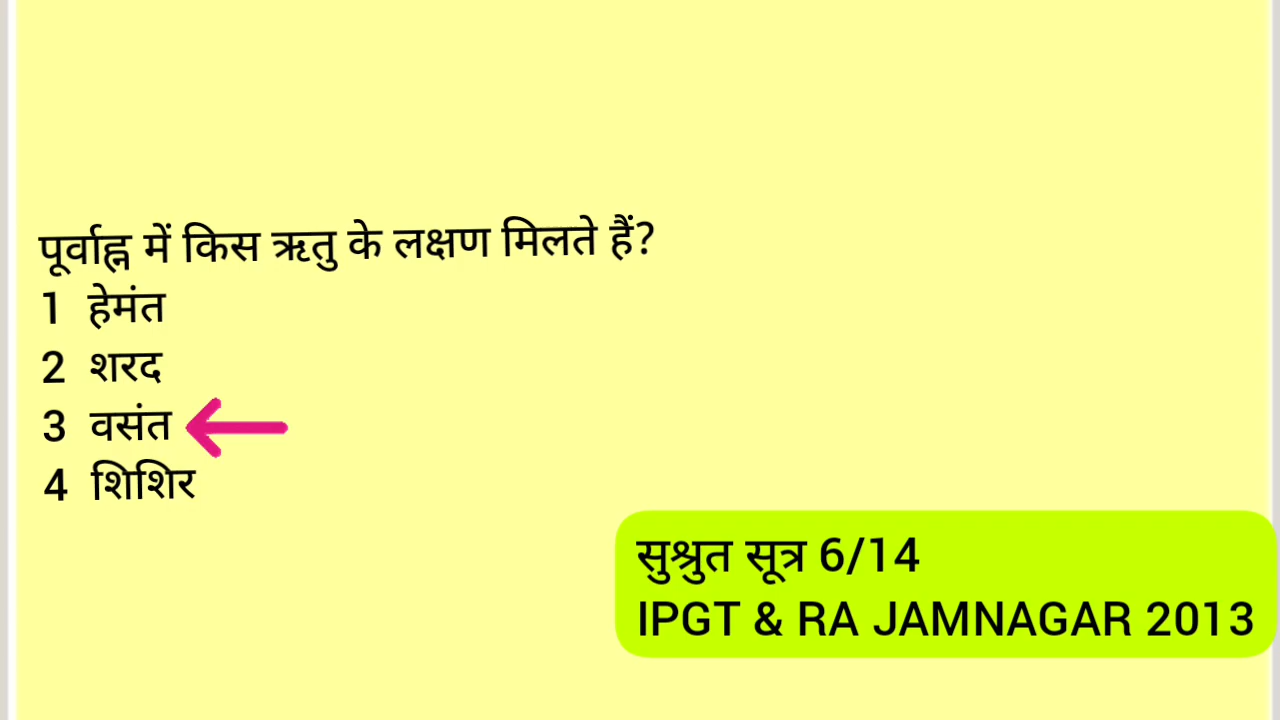 पूर्वाह्न में किस ऋतु के लक्षण मिलते हैं?
1 हेमंत
2 शरद
3 वसंत
4 शिशिर
सुश्रुत सूत्र 6/14
IPGT & RA JAMNAGAR 2013